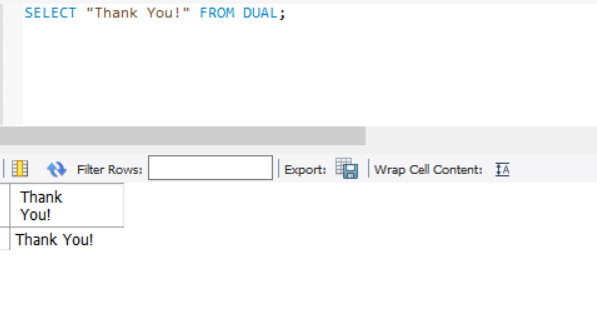 SELECT "Thank You!" FROM DUAL;
Filter Rows: Export: Wrap Cell Content: A
Thank
You!
Thank You!